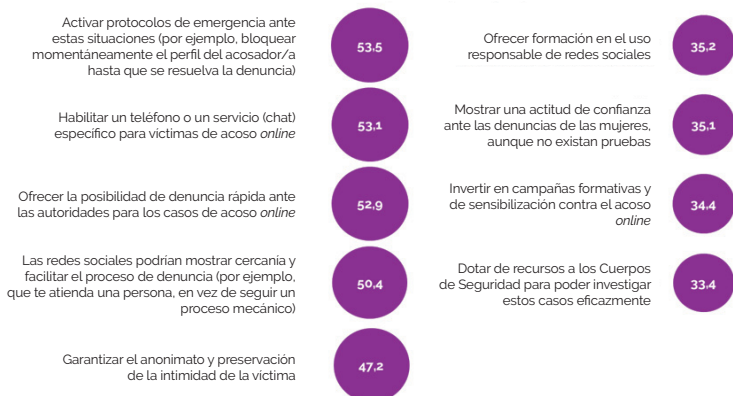 Activar protocolos de emergencia ante
estas situaciones (por ejemplo, bloquear
momentáneamente el perfil del acosador/a
hasta que se resuelva la denuncia)
53,5
Habilitar un teléfono o un servicio (chat)
específico para víctimas de acoso online
53,1
Ofrecer la posibilidad de denuncia rápida ante
las autoridades para los casos de acoso online
52,9
Las redes sociales podrían mostrar cercanía y
facilitar el proceso de denuncia (por ejemplo,
que te atienda una persona, en vez de seguir un
proceso mecánico)
50,4
Garantizar el anonimato y preservación
de la intimidad de la víctima
47,2
Ofrecer formación en el uso
responsable de redes sociales
35,2
Mostrar una actitud de confianza
ante las denuncias de las mujeres,
aunque no existan pruebas
35,1
Invertir en campañas formativas y
de sensibilización contra el acoso
online
34,4
Dotar de recursos a los Cuerpos
de Seguridad para poder investigar
estos casos eficazmente
33,4